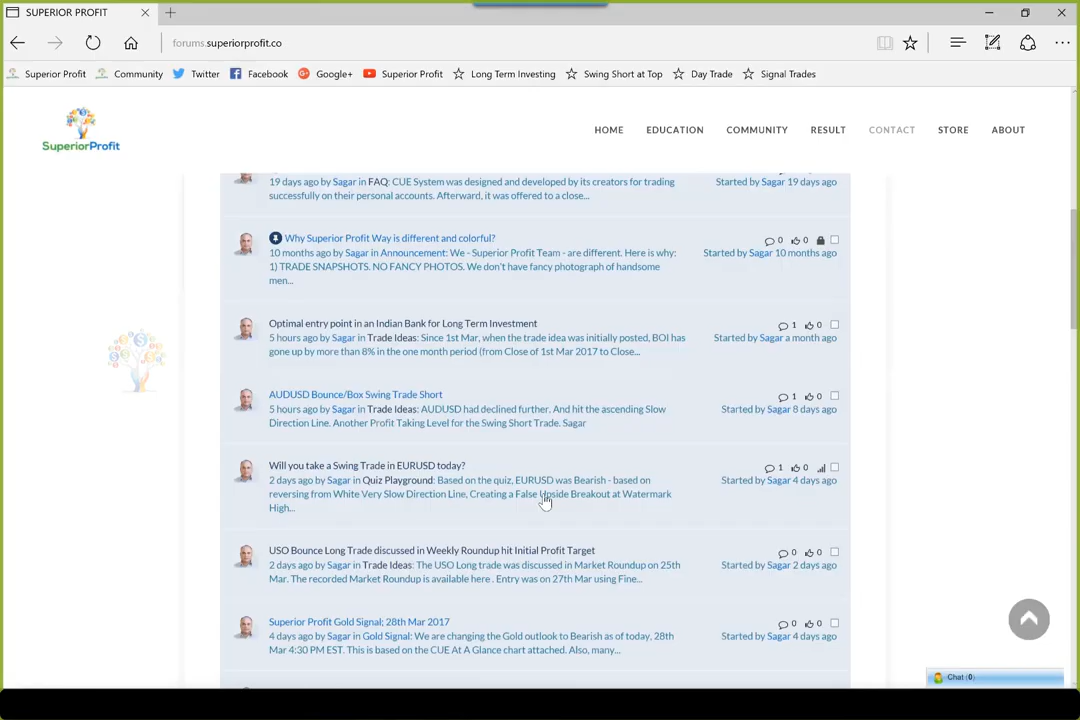 SUPERIOR PROFIT
forums.superiorprofit.co
Superior Profit Community Twitter Facebook Google+ Superior Profit Long Term Investing Swing Short at Top Day Trade Signal Trades
SuperiorProfit
HOME EDUCATION COMMUNITY RESULT CONTACT STORE ABOUT
19 days ago by Sagar in FAQ: CUE System was designed and developed by its creators for trading
successfully on their personal accounts. Afterward, it was offered to a close...
Started by Sagar 19 days ago
Why Superior Profit Way is different and colorful?
10 months ago by Sagar in Announcement: We - Superior Profit Team - are different. Here is why:
1) TRADE SNAPSHOTS. NO FANCY PHOTOS. We don't have fancy photograph of handsome
men...
0 0
Started by Sagar 10 months ago
Optimal entry point in an Indian Bank for Long Term Investment
5 hours ago by Sagar in Trade Ideas: Since 1st Mar, when the trade idea was initially posted, BOI has
gone up by more than 8% in the one month period (from Close of 1st Mar 2017 to Close...
1 0
Started by Sagar a month ago
AUDUSD Bounce/Box Swing Trade Short
5 hours ago by Sagar in Trade Ideas: AUDUSD had declined further. And hit the ascending Slow
Direction Line. Another Profit Taking Level for the Swing Short Trade. Sagar
1 0
Started by Sagar 8 days ago
Will you take a Swing Trade in EURUSD today?
2 days ago by Sagar in Quiz Playground: Based on the quiz, EURUSD was Bearish - based on
reversing from White Very Slow Direction Line, Creating a False Upside Breakout at Watermark
High...
1 0
Started by Sagar 4 days ago
USO Bounce Long Trade discussed in Weekly Roundup hit Initial Profit Target
2 days ago by Sagar in Trade Ideas: The USO Long trade was discussed in Market Roundup on 25th
Mar. The recorded Market Roundup is available here . Entry was on 27th Mar using Fine...
0 0
Started by Sagar 2 days ago
Superior Profit Gold Signal; 28th Mar 2017
4 days ago by Sagar in Gold Signal: We are changing the Gold outlook to Bearish as of today, 28th
Mar 4:30 PM EST. This is based on the CUE At A Glance chart attached. Also, many...
0 0
Started by Sagar 4 days ago
Chat (0)